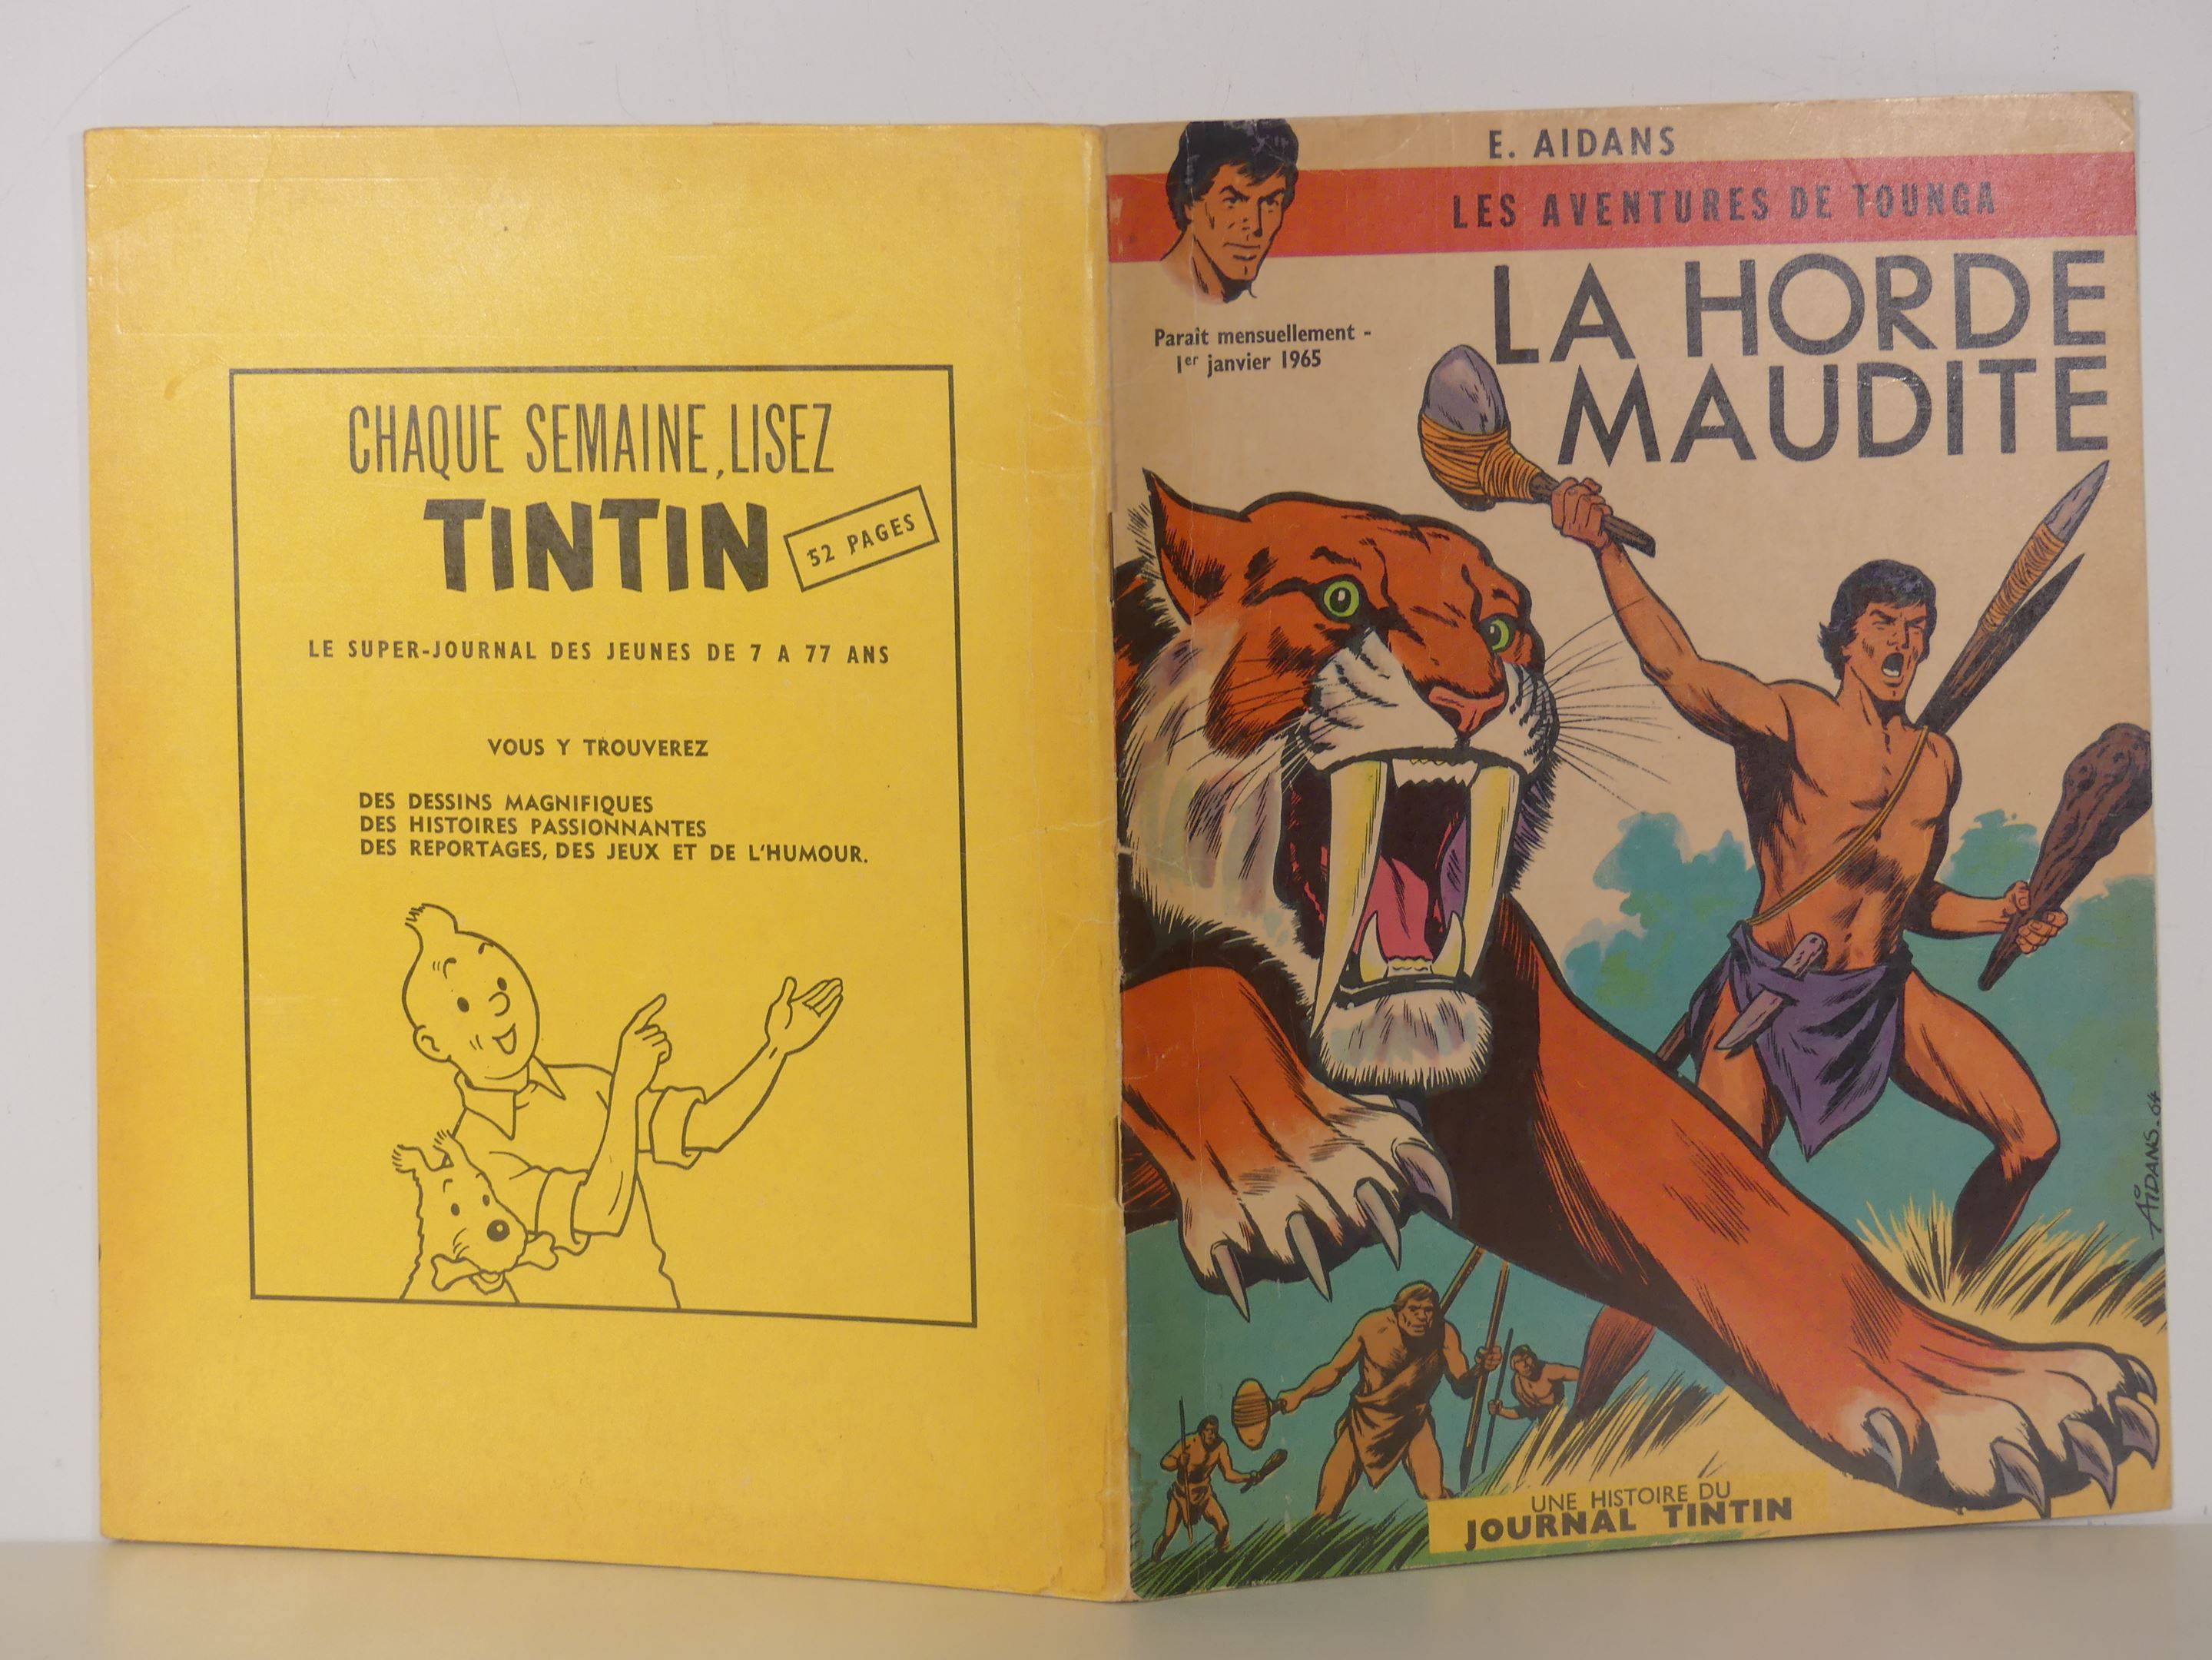 CHAQUE SEMAINE, LISEZ
TINTIN
52 PAGES
LE SUPER-JOURNAL DES JEUNES DE 7 A 77 ANS
VOUS Y TROUVEREZ
DES DESSINS MAGNIFIQUES
DES HISTOIRES PASSIONNANTES
DES REPORTAGES, DES JEUX ET DE L'HUMOUR.
E. AIDANS
LES AVENTURES DE TOUNGA
LA HORDE
MAUDITE
Paraît mensuellement -
1er janvier 1965
AIDANS.64
UNE HISTOIRE DU
JOURNAL TINTIN